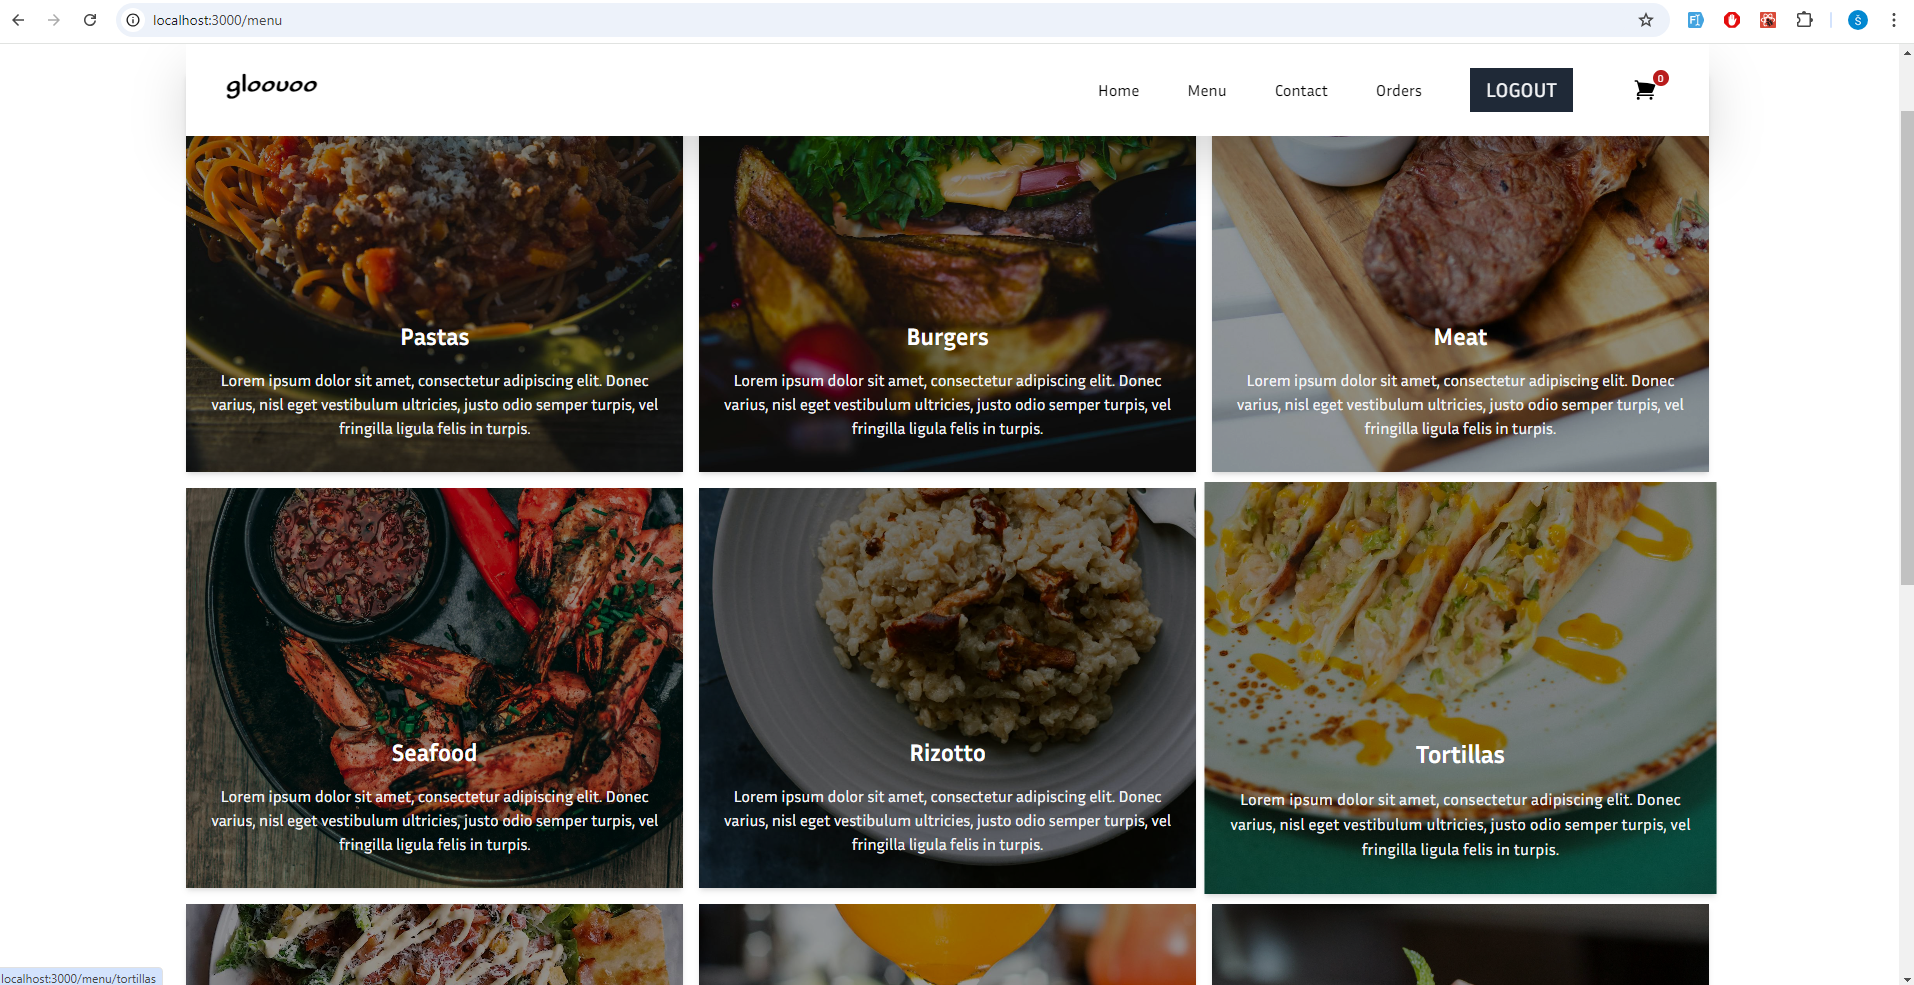 localhost:3000/menu
gloovoo
Home
Menu
Contact
Orders
LOGOUT
0
Pastas
Lorem ipsum dolor sit amet, consectetur adipiscing elit. Donec
varius, nisl eget vestibulum ultricies, justo odio semper turpis, vel
fringilla ligula felis in turpis.
Burgers
Lorem ipsum dolor sit amet, consectetur adipiscing elit. Donec
varius, nisl eget vestibulum ultricies, justo odio semper turpis, vel
fringilla ligula felis in turpis.
Meat
Lorem ipsum dolor sit amet, consectetur adipiscing elit. Donec
varius, nisl eget vestibulum ultricies, justo odio semper turpis, vel
fringilla ligula felis in turpis.
Seafood
Lorem ipsum dolor sit amet, consectetur adipiscing elit. Donec
varius, nisl eget vestibulum ultricies, justo odio semper turpis, vel
fringilla ligula felis in turpis.
Rizotto
Lorem ipsum dolor sit amet, consectetur adipiscing elit. Donec
varius, nisl eget vestibulum ultricies, justo odio semper turpis, vel
fringilla ligula felis in turpis.
Tortillas
Lorem ipsum dolor sit amet, consectetur adipiscing elit. Donec
varius, nisl eget vestibulum ultricies, justo odio semper turpis, vel
fringilla ligula felis in turpis.
localhost:3000/menu/tortillas